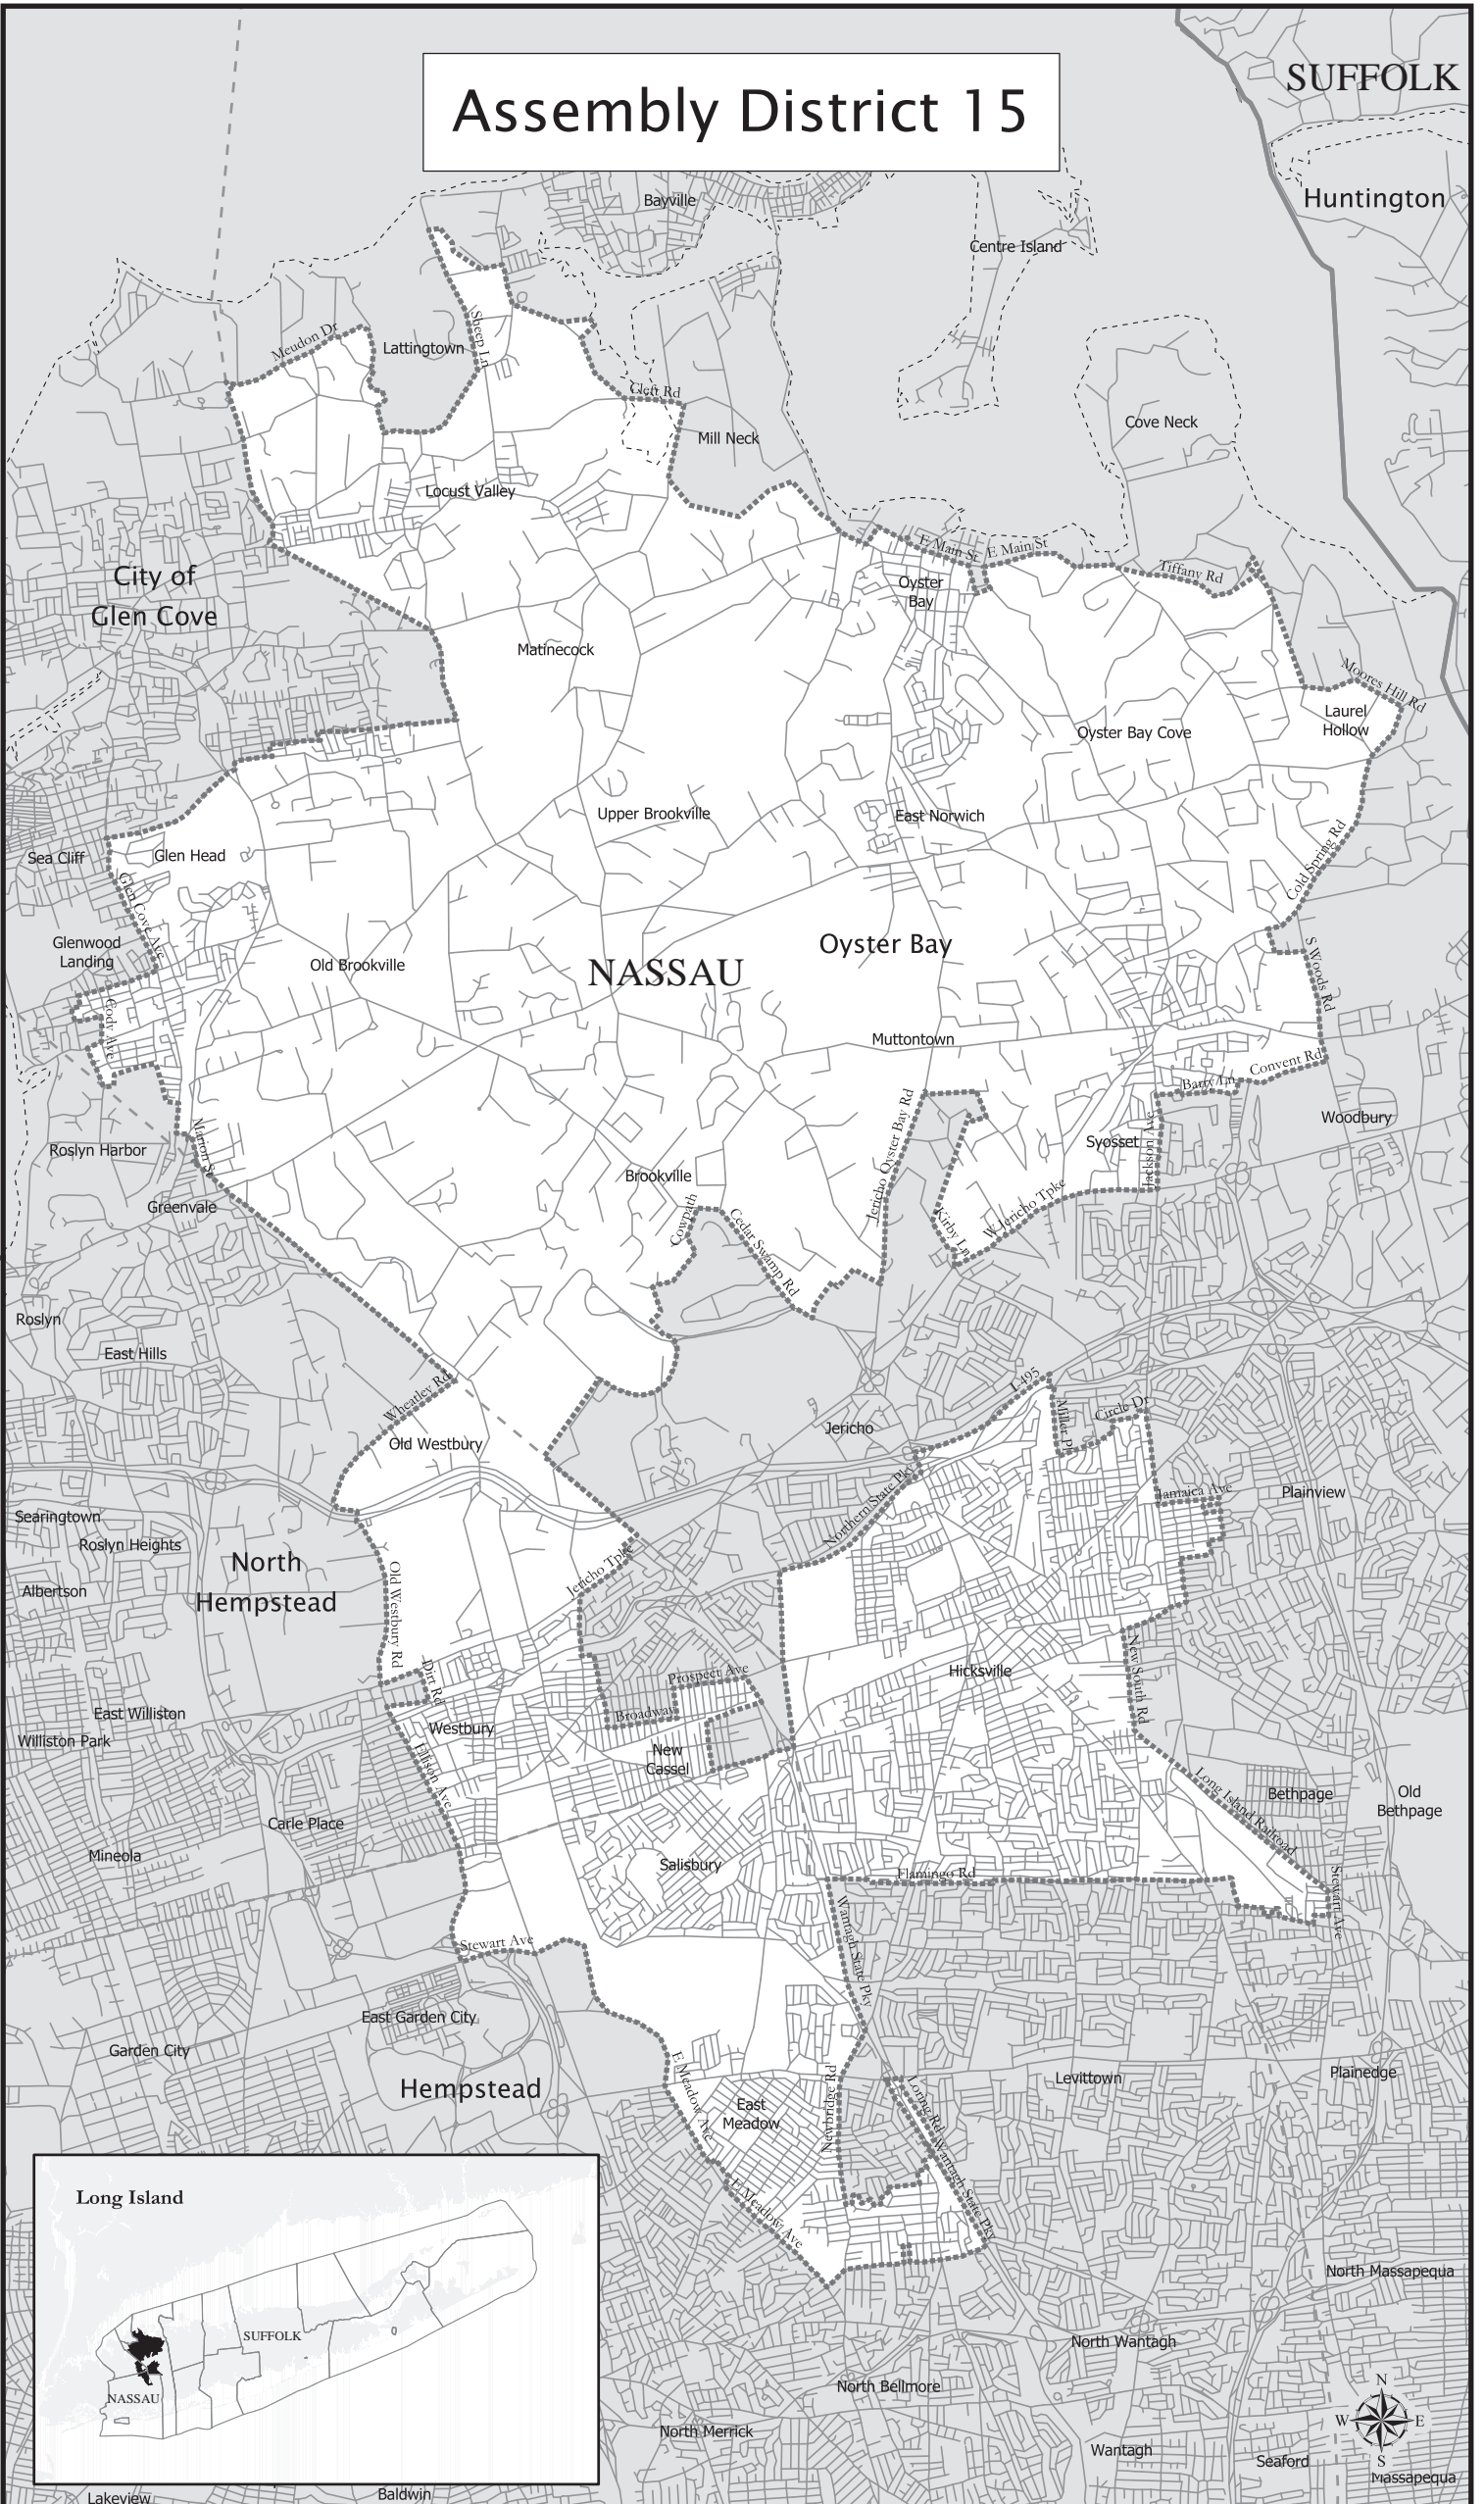 SUFFOLK
Assembly District 15
Huntington
Bayville
Centre Island
Meudon Dr
Lattingtown
Sheep Ln
Cleft Rd
Cove Neck
Mill Neck
Locust Valley
E Main St
E Main St
Tiffany Rd
City of
Glen Cove
Oyster
Bay
Matinecock
Moores Hill Rd
Laurel
Hollow
Oyster Bay Cove
Upper Brookville
East Norwich
Sea Cliff
Glen Head
Cold Spring Rd
Glen Cove Ave
Glenwood
Landing
Old Brookville
NASSAU
Oyster Bay
S Woods Rd
Cody Ave
Muttontown
Convent Rd
Barry Ln
Woodbury
Roslyn Harbor
Marion St
Jericho Oyster Bay Rd
Syosset
Jackson Ave
Brookville
Greenvale
Cowpath
Cedar Swamp Rd
Kirby Ln
W Jericho Tpke
Roslyn
East Hills
Wheatley Rd
I-495
Miller Pl
Circle Dr
Old Westbury
Jericho
Northern State Pky
Jamaica Ave
Plainview
Searingtown
Roslyn Heights
North
Hempstead
Albertson
Old Westbury Rd
Jericho Tpke
Dirt Rd
Prospect Ave
Hicksville
New South Rd
East Williston
Williston Park
Westbury
Broadway
New
Cassel
Ellison Ave
Long Island Railroad
Bethpage
Old
Bethpage
Carle Place
Mineola
Salisbury
Flamingo Rd
Stewart Ave
Wantagh State Pky
Stewart Ave
East Garden City
Garden City
Hempstead
E Meadow Ave
East
Meadow
Newbridge Rd
Loring Rd
Levittown
Plainedge
Wantagh State Pky
E Meadow Ave
Long Island
SUFFOLK
NASSAU
North Massapequa
North Wantagh
North Bellmore
North Merrick
N
W
E
S
Wantagh
Seaford
Massapequa
Lakeview
Baldwin